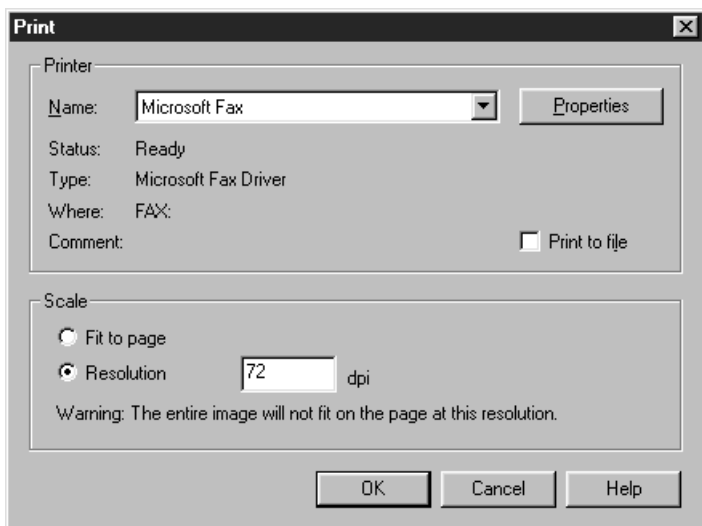 Print
Printer
Name: Microsoft Fax Properties
Status: Ready
Type: Microsoft Fax Driver
Where: FAX:
Comment: Print to file
Scale
Fit to page
Resolution 72 dpi
Warning: The entire image will not fit on the page at this resolution.
OK Cancel Help